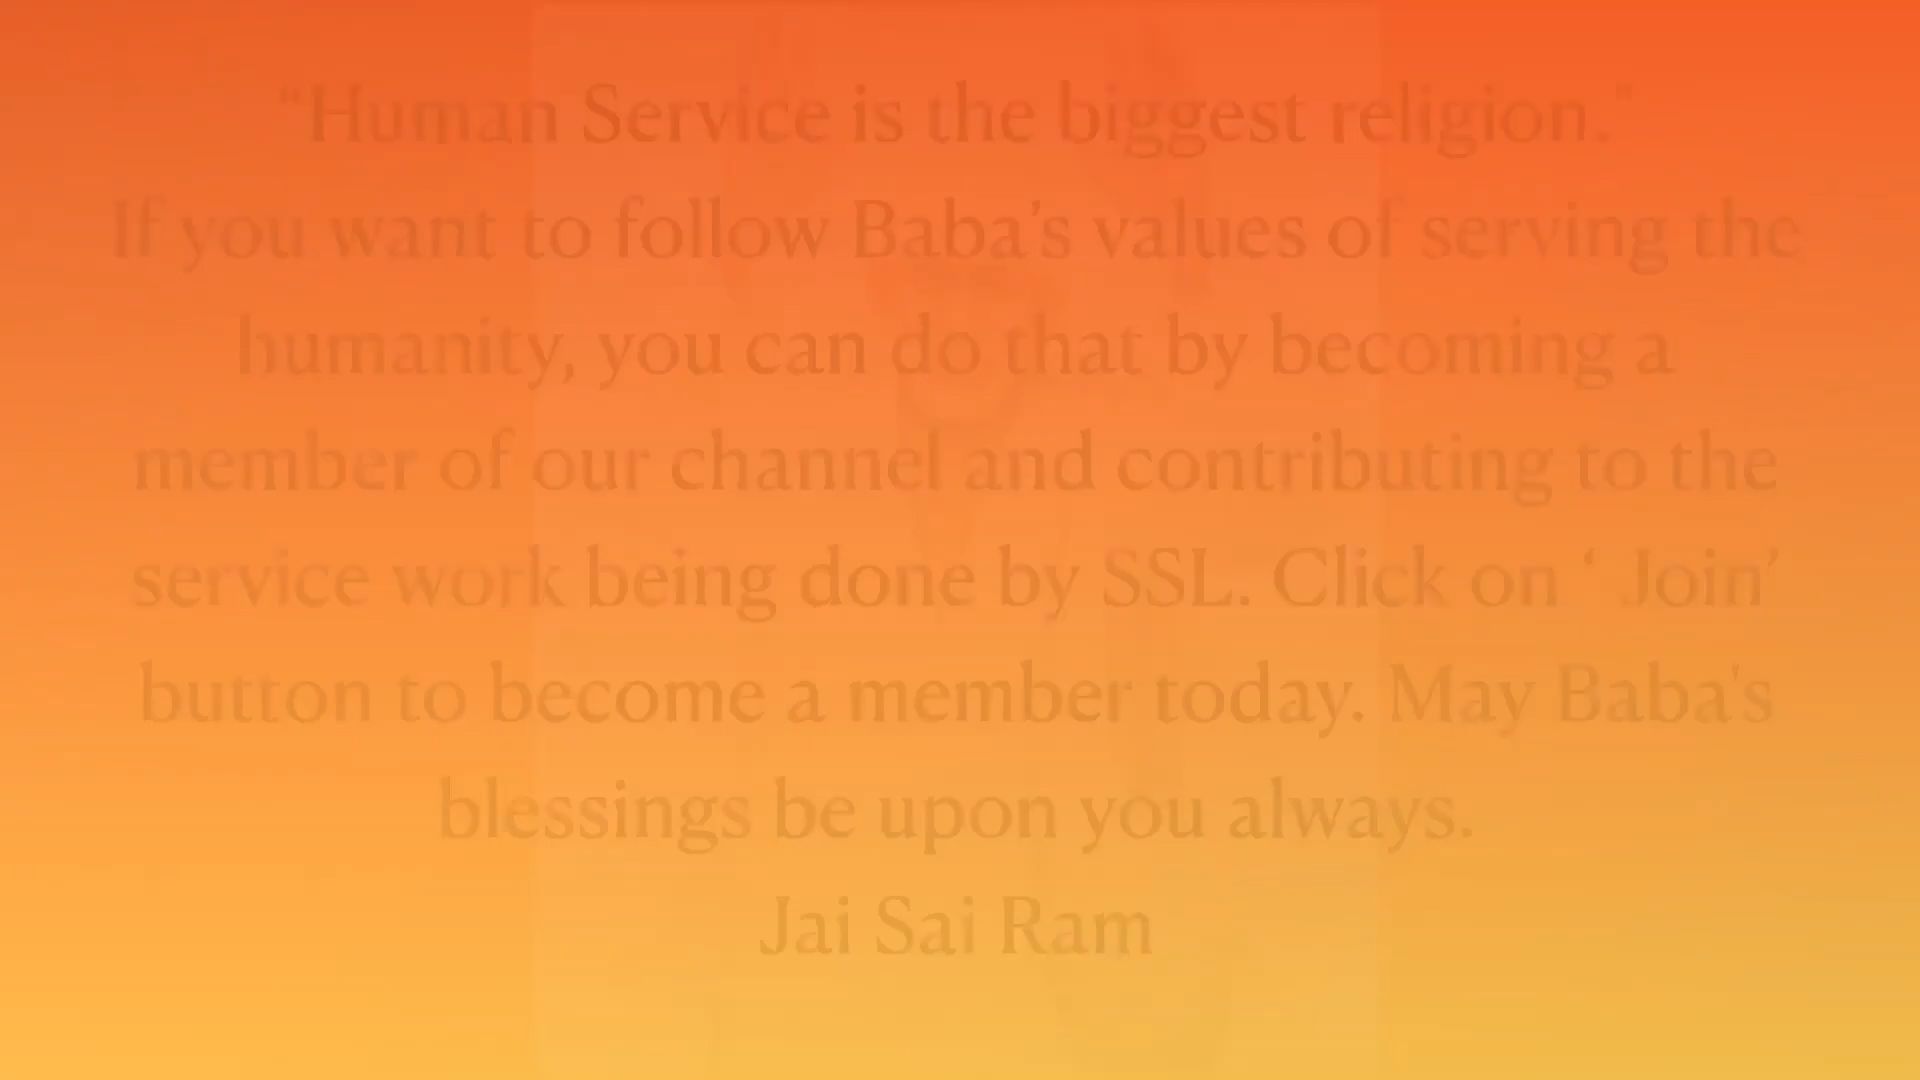 “Human Service is the biggest religion.”
If you want to follow Baba’s values of serving the
humanity, you can do that by becoming a
member of our channel and contributing to the
service work being done by SSL. Click on ‘ Join’
button to become a member today. May Baba's
blessings be upon you always.
Jai Sai Ram